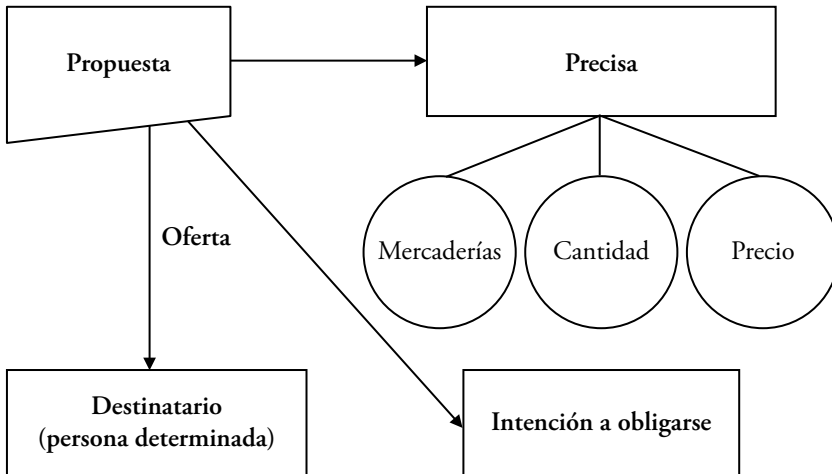 Propuesta
Precisa
Mercaderías
Cantidad
Precio
Oferta
Destinatario
(persona determinada)
Intención a obligarse